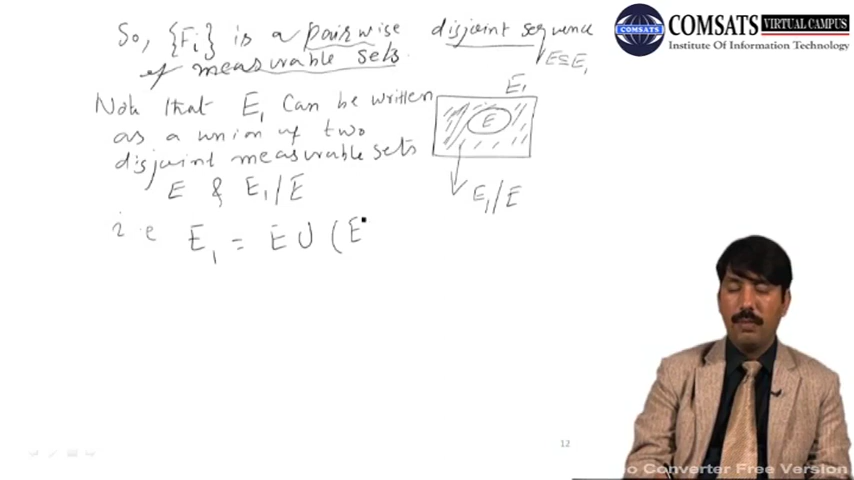 So, {Fi} is a pairwise disjoint sequence
of measurable sets.
E⊆E₁
Note that E₁ can be written
as a union of two
disjoint measurable sets
E & E₁/E
E₁
E
E₁/E
i.e E₁ = E∪(E
COMSATS VIRTUAL CAMPUS
Institute Of Information Technology
COMSATS
12
eo Converter Free Version